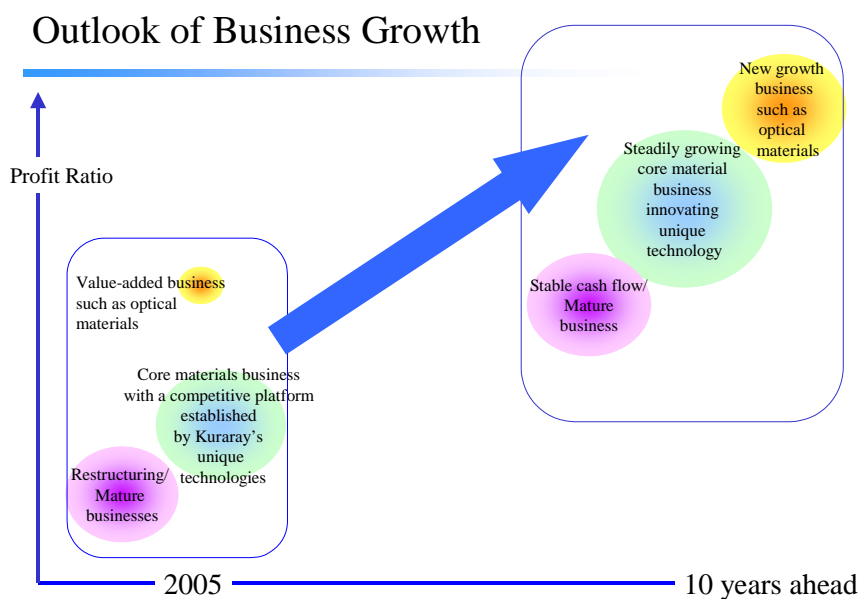 Outlook of Business Growth
Profit Ratio
Value-added business
such as optical
materials
Core materials business
with a competitive platform
established
by Kuraray’s
unique
technologies
Restructuring/
Mature
businesses
New growth
business
such as
optical
materials
Steadily growing
core material
business
innovating
unique
technology
Stable cash flow/
Mature
business
2005
10 years ahead